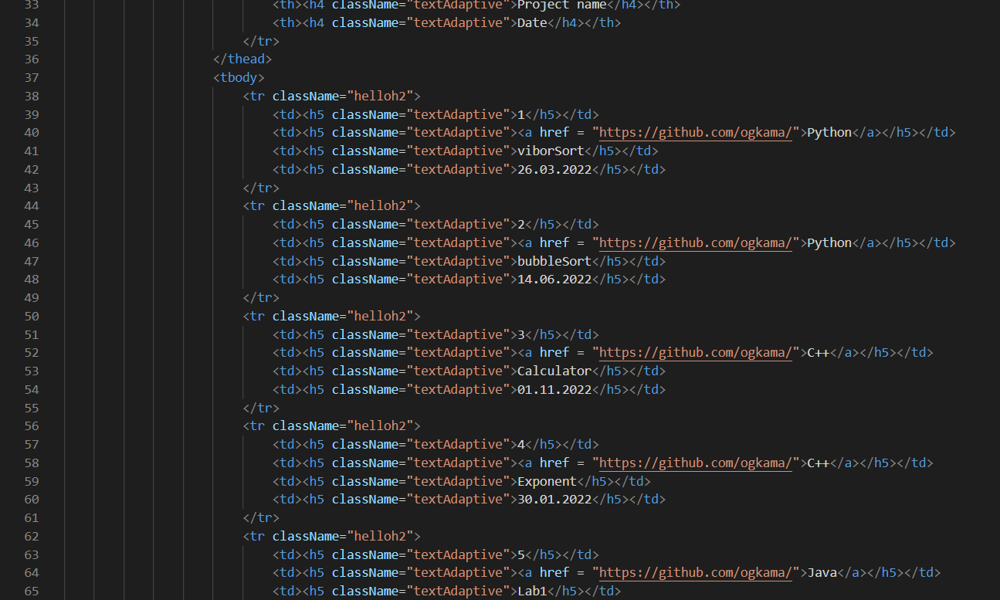 33 <th><h4 className="textAdaptive">Project name</h4></th>
34 <th><h4 className="textAdaptive">Date</h4></th>
35 </tr>
36 </thead>
37 <tbody>
38 <tr className="helloh2">
39 <td><h5 className="textAdaptive">1</h5></td>
40 <td><h5 className="textAdaptive"><a href = "https://github.com/ogkama/">Python</a></h5></td>
41 <td><h5 className="textAdaptive">viborSort</h5></td>
42 <td><h5 className="textAdaptive">26.03.2022</h5></td>
43 </tr>
44 <tr className="helloh2">
45 <td><h5 className="textAdaptive">2</h5></td>
46 <td><h5 className="textAdaptive"><a href = "https://github.com/ogkama/">Python</a></h5></td>
47 <td><h5 className="textAdaptive">bubbleSort</h5></td>
48 <td><h5 className="textAdaptive">14.06.2022</h5></td>
49 </tr>
50 <tr className="helloh2">
51 <td><h5 className="textAdaptive">3</h5></td>
52 <td><h5 className="textAdaptive"><a href = "https://github.com/ogkama/">C++</a></h5></td>
53 <td><h5 className="textAdaptive">Calculator</h5></td>
54 <td><h5 className="textAdaptive">01.11.2022</h5></td>
55 </tr>
56 <tr className="helloh2">
57 <td><h5 className="textAdaptive">4</h5></td>
58 <td><h5 className="textAdaptive"><a href = "https://github.com/ogkama/">C++</a></h5></td>
59 <td><h5 className="textAdaptive">Exponent</h5></td>
60 <td><h5 className="textAdaptive">30.01.2022</h5></td>
61 </tr>
62 <tr className="helloh2">
63 <td><h5 className="textAdaptive">5</h5></td>
64 <td><h5 className="textAdaptive"><a href = "https://github.com/ogkama/">Java</a></h5></td>
65 <td><h5 className="textAdaptive">Lab1</h5></td>